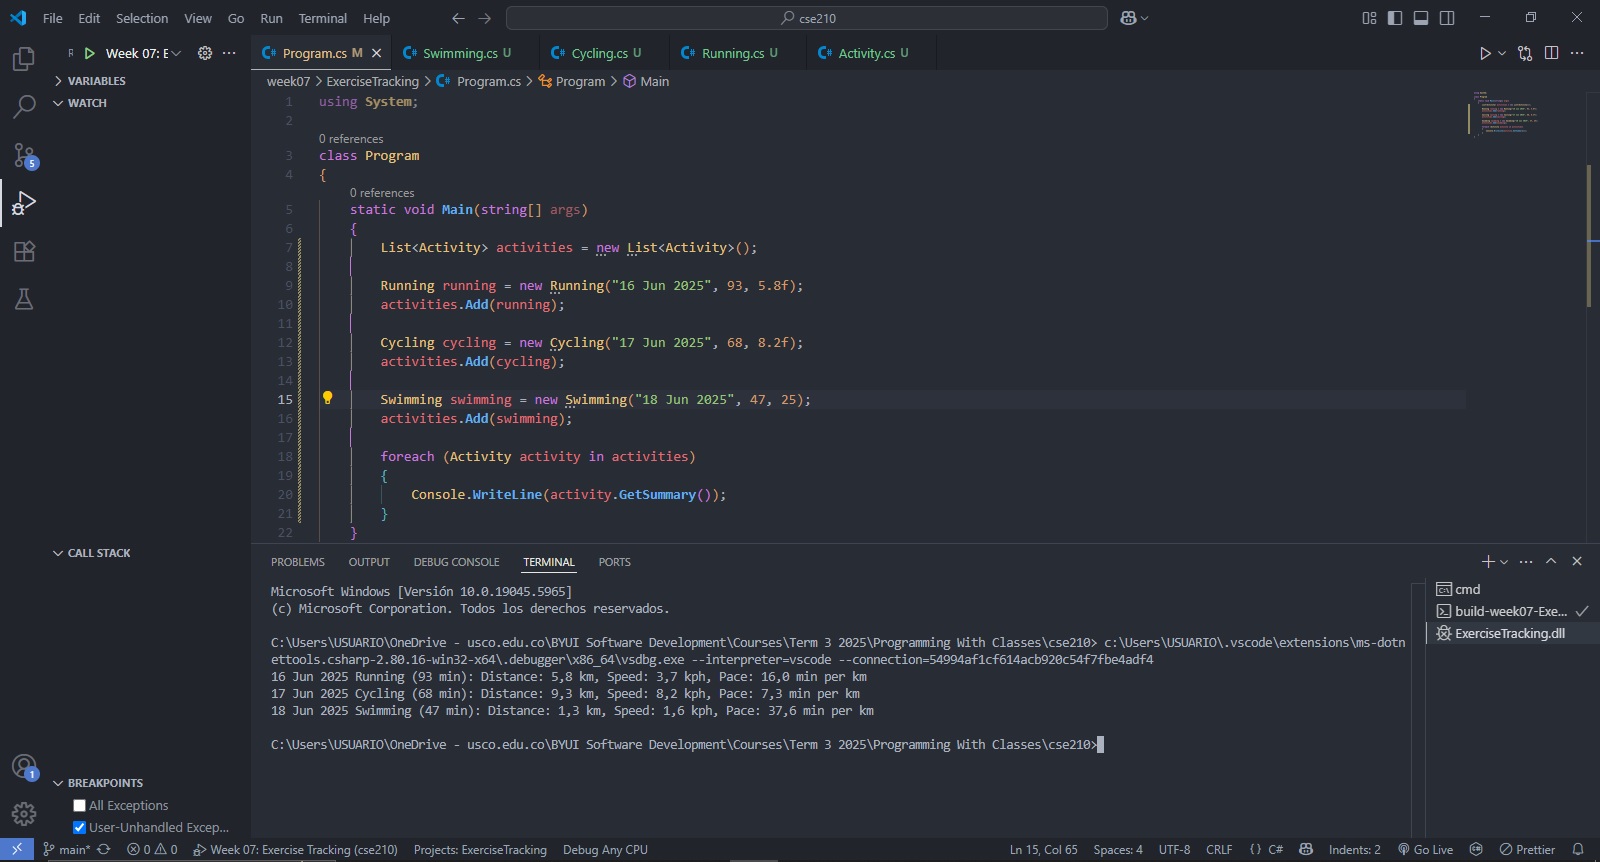 File Edit Selection View Go Run Terminal Help
cse210
Week 07: E
Program.cs M
Swimming.cs U
Cycling.cs U
Running.cs U
Activity.cs U
VARIABLES
WATCH
CALL STACK
BREAKPOINTS
All Exceptions
User-Unhandled Excep...
5
1
week07 > ExerciseTracking > Program.cs > Program > Main
1 using System;
2
0 references
3 class Program
4 {
0 references
5 static void Main(string[] args)
6 {
7 List<Activity> activities = new List<Activity>();
8
9 Running running = new Running("16 Jun 2025", 93, 5.8f);
10 activities.Add(running);
11
12 Cycling cycling = new Cycling("17 Jun 2025", 68, 8.2f);
13 activities.Add(cycling);
14
15 Swimming swimming = new Swimming("18 Jun 2025", 47, 25);
16 activities.Add(swimming);
17
18 foreach (Activity activity in activities)
19 {
20 Console.WriteLine(activity.GetSummary());
21 }
22 }
PROBLEMS OUTPUT DEBUG CONSOLE TERMINAL PORTS
Microsoft Windows [Versión 10.0.19045.5965]
(c) Microsoft Corporation. Todos los derechos reservados.
C:\Users\USUARIO\OneDrive - usco.edu.co\BYUI Software Development\Courses\Term 3 2025\Programming With Classes\cse210> c:\Users\USUARIO\.vscode\extensions\ms-dotn
ettools.csharp-2.80.16-win32-x64\.debugger\x86_64\vsdbg.exe --interpreter=vscode --connection=54994af1cf614acb920c54f7fbe4adf4
16 Jun 2025 Running (93 min): Distance: 5,8 km, Speed: 3,7 kph, Pace: 16,0 min per km
17 Jun 2025 Cycling (68 min): Distance: 9,3 km, Speed: 8,2 kph, Pace: 7,3 min per km
18 Jun 2025 Swimming (47 min): Distance: 1,3 km, Speed: 1,6 kph, Pace: 37,6 min per km
C:\Users\USUARIO\OneDrive - usco.edu.co\BYUI Software Development\Courses\Term 3 2025\Programming With Classes\cse210>
cmd
build-week07-Exe...
ExerciseTracking.dll
main* 0 0 Week 07: Exercise Tracking (cse210) Projects: ExerciseTracking Debug Any CPU Ln 15, Col 65 Spaces: 4 UTF-8 CRLF {} C# Indents: 2 Go Live Prettier